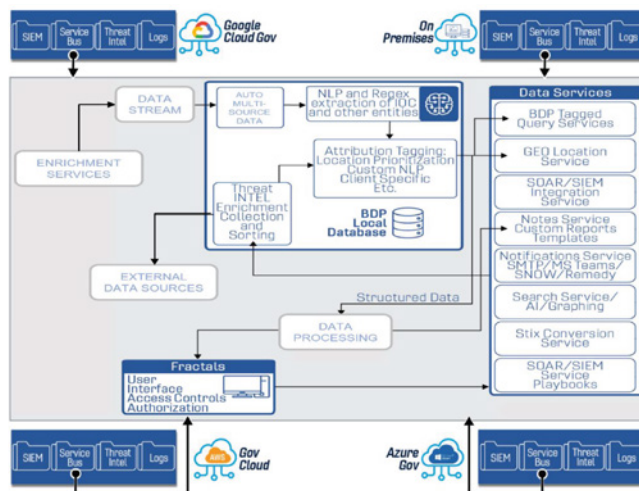 SIEM
Service
Bus
Threat
Intel
Logs
Google
Cloud Gov
On
Premises
SIEM
Service
Bus
Threat
Intel
Logs
DATA
STREAM
AUTO
MULTI-
SOURCE
DATA
NLP and Regex
extraction of IOC
and other entities
Data Services
BDP Tagged
Query Services
ENRICHMENT
SERVICES
Attribution Tagging:
Location Prioritization
Custom NLP
Client Specific
Etc.
GEO Location
Service
Threat
INTEL
Enrichment
Collection
and
Sorting
SOAR/SIEM
Integration
Service
BDP
Local
Database
Notes Service
Custom Reports
Templates
EXTERNAL
DATA SOURCES
Notifications Service
SMTP/MS Teams/
SNOW/Remedy
Structured Data
Search Service/
AI/Graphing
DATA
PROCESSING
Stix Conversion
Service
Fractals
User
Interface
Access Controls
Authorization
SOAR/SIEM
Service
Playbooks
SIEM
Service
Bus
Threat
Intel
Logs
AWS
Gov
Cloud
Azure
Gov
SIEM
Service
Bus
Threat
Intel
Logs